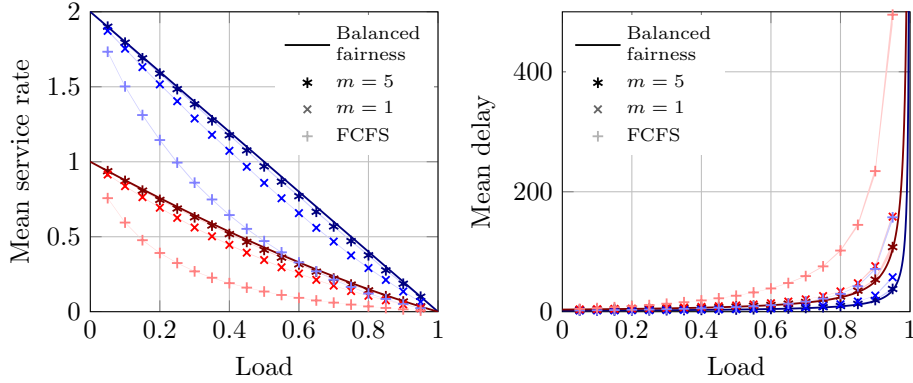 Mean service rate
2
1.5
1
0.5
0
0 0.2 0.4 0.6 0.8 1
Load
Balanced
fairness
m = 5
m = 1
FCFS
Mean delay
400
200
0
0 0.2 0.4 0.6 0.8 1
Load
Balanced
fairness
m = 5
m = 1
FCFS